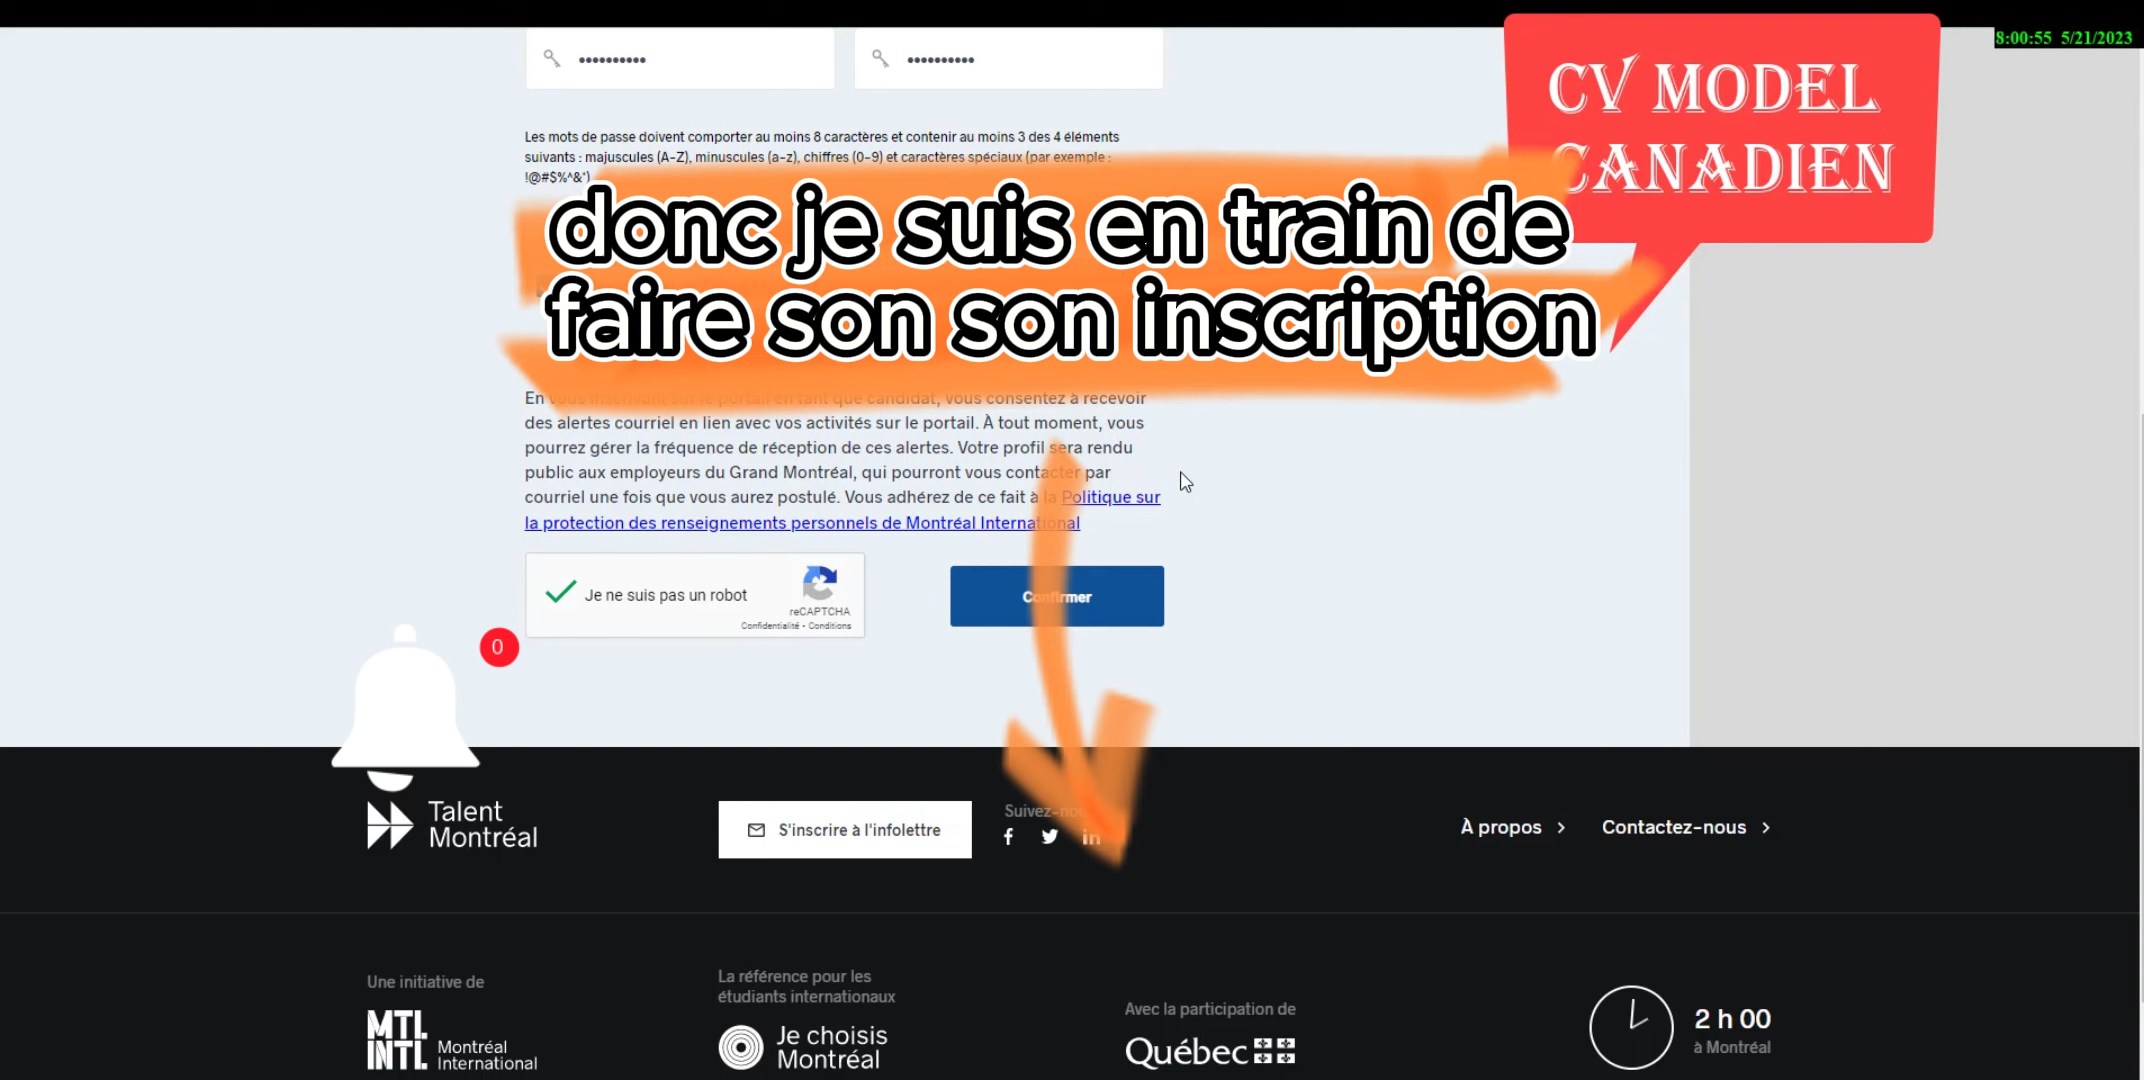 8:00:55 5/21/2023
CV MODEL
CANADIEN
••••••••••
••••••••••
Les mots de passe doivent comporter au moins 8 caractères et contenir au moins 3 des 4 éléments
suivants : majuscules (A-Z), minuscules (a-z), chiffres (0-9) et caractères spéciaux (par exemple :
!@#$%^&*)
donc je suis en train de
faire son son inscription
En vous inscrivant sur le portail en tant que candidat, vous consentez à recevoir
des alertes courriel en lien avec vos activités sur le portail. À tout moment, vous
pourrez gérer la fréquence de réception de ces alertes. Votre profil sera rendu
public aux employeurs du Grand Montréal, qui pourront vous contacter par
courriel une fois que vous aurez postulé. Vous adhérez de ce fait à la Politique sur
la protection des renseignements personnels de Montréal International
Je ne suis pas un robot
reCAPTCHA
Confidentialité - Conditions
Confirmer
0
Talent
Montréal
S'inscrire à l'infolettre
Suivez-nous
f
in
À propos
Contactez-nous
Une initiative de
MTL
INTL
Montréal
International
La référence pour les
étudiants internationaux
Je choisis
Montréal
Avec la participation de
Québec
2 h 00
à Montréal